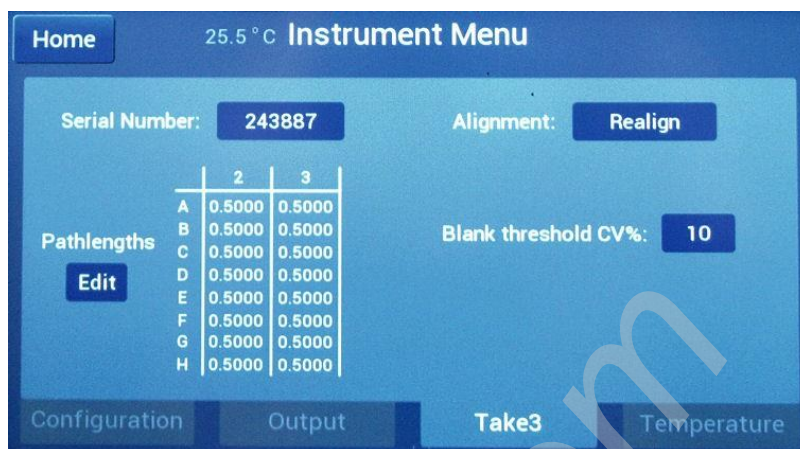 Home
25.5°C Instrument Menu
Serial Number: 243887
Alignment: Realign
2 3
A 0.5000 0.5000
B 0.5000 0.5000
C 0.5000 0.5000
D 0.5000 0.5000
E 0.5000 0.5000
F 0.5000 0.5000
G 0.5000 0.5000
H 0.5000 0.5000
Pathlengths
Edit
Blank threshold CV%: 10
Configuration Output Take3 Temperature